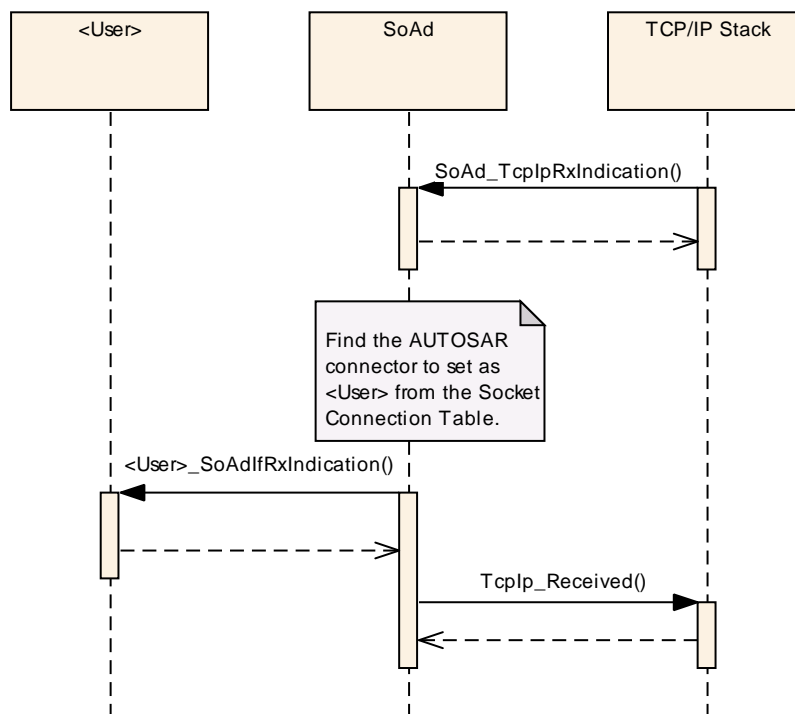 <User>
SoAd
TCP/IP Stack
SoAd_TcpIpRxIndication()
Find the AUTOSAR
connector to set as
<User> from the Socket
Connection Table.
<User>_SoAdIfRxIndication()
TcpIp_Received()